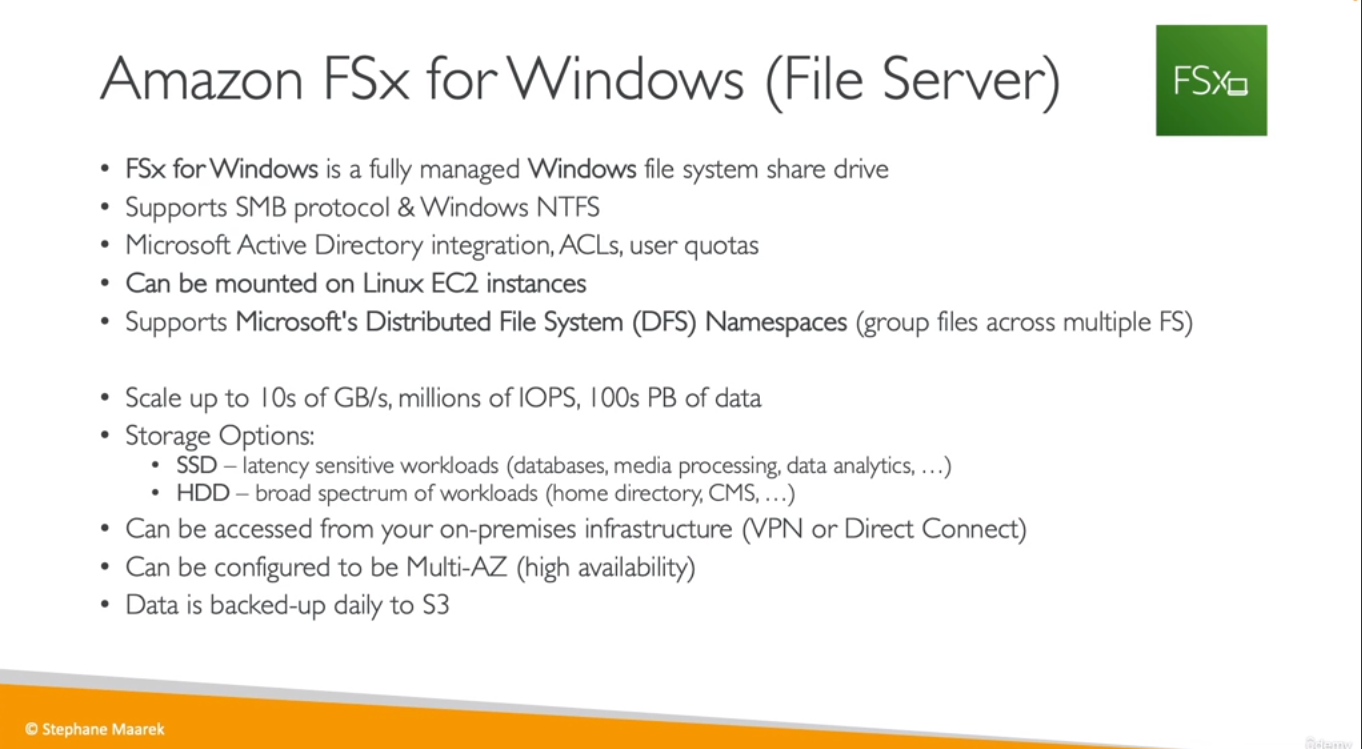 Amazon FSx for Windows (File Server)
FSx
• FSx for Windows is a fully managed Windows file system share drive
• Supports SMB protocol & Windows NTFS
• Microsoft Active Directory integration, ACLs, user quotas
• Can be mounted on Linux EC2 instances
• Supports Microsoft's Distributed File System (DFS) Namespaces (group files across multiple FS)
• Scale up to 10s of GB/s, millions of IOPS, 100s PB of data
• Storage Options:
• SSD – latency sensitive workloads (databases, media processing, data analytics, …)
• HDD – broad spectrum of workloads (home directory, CMS, …)
• Can be accessed from your on-premises infrastructure (VPN or Direct Connect)
• Can be configured to be Multi-AZ (high availability)
• Data is backed-up daily to S3
© Stephane Maarek
udemy